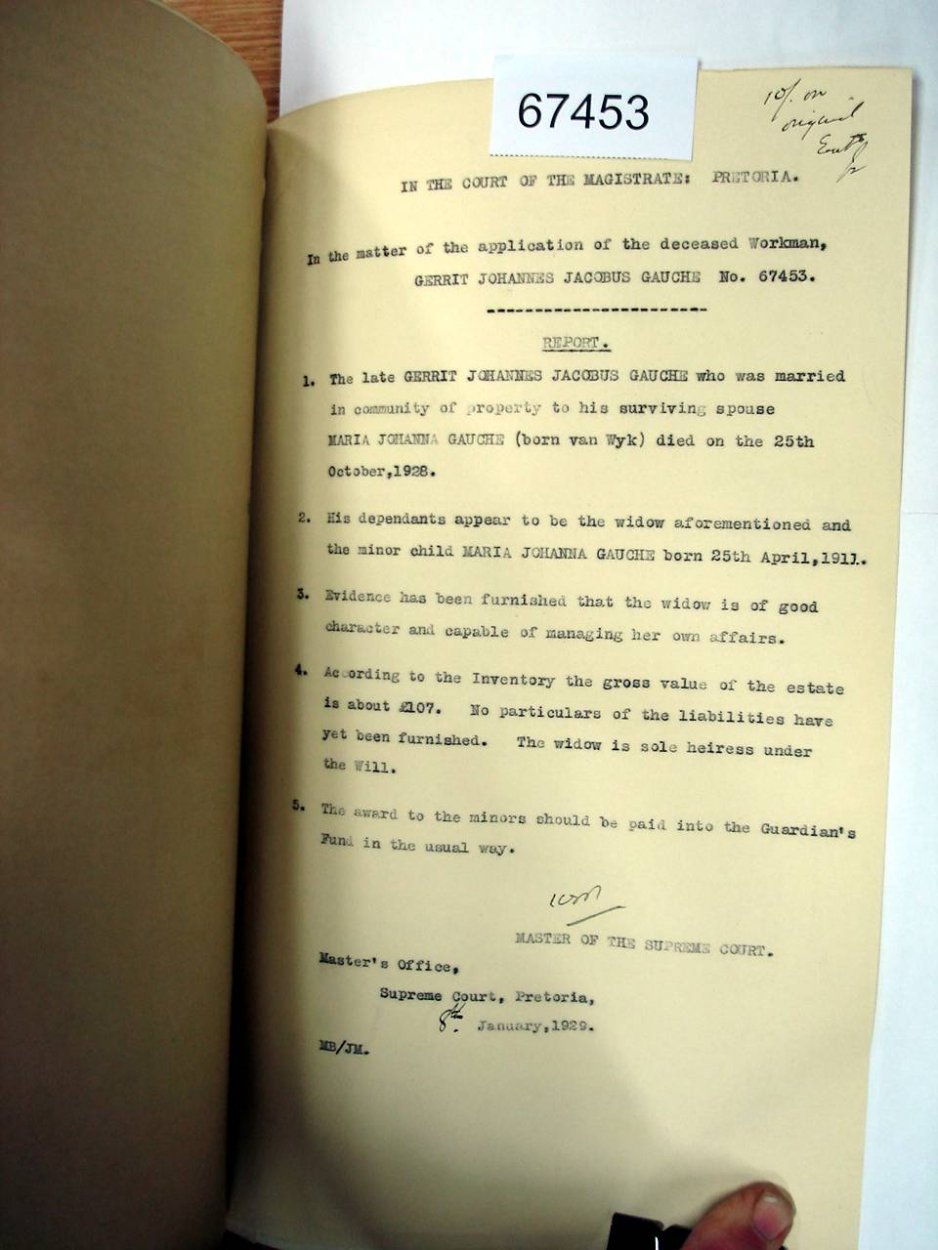 67453
10/- on
original
IN THE COURT OF THE MAGISTRATE: PRETORIA.
In the matter of the application of the deceased Workman,
GERRIT JOHANNES JACOBUS GAUCHE No. 67453.
-----------------------
REPORT.
1. The late GERRIT JOHANNES JACOBUS GAUCHE who was married
in community of property to his surviving spouse
MARIA JOHANNA GAUCHE (born van Wyk) died on the 25th
October,1928.
2. His dependants appear to be the widow aforementioned and
the minor child MARIA JOHANNA GAUCHE born 25th April,1911.
3. Evidence has been furnished that the widow is of good
character and capable of managing her own affairs.
4. According to the Inventory the gross value of the estate
is about £107. No particulars of the liabilities have
yet been furnished. The widow is sole heiress under
the Will.
5. The award to the minors should be paid into the Guardian's
Fund in the usual way.
MASTER OF THE SUPREME COURT.
Master's Office,
Supreme Court, Pretoria,
8th. January,1929.
MB/JM.